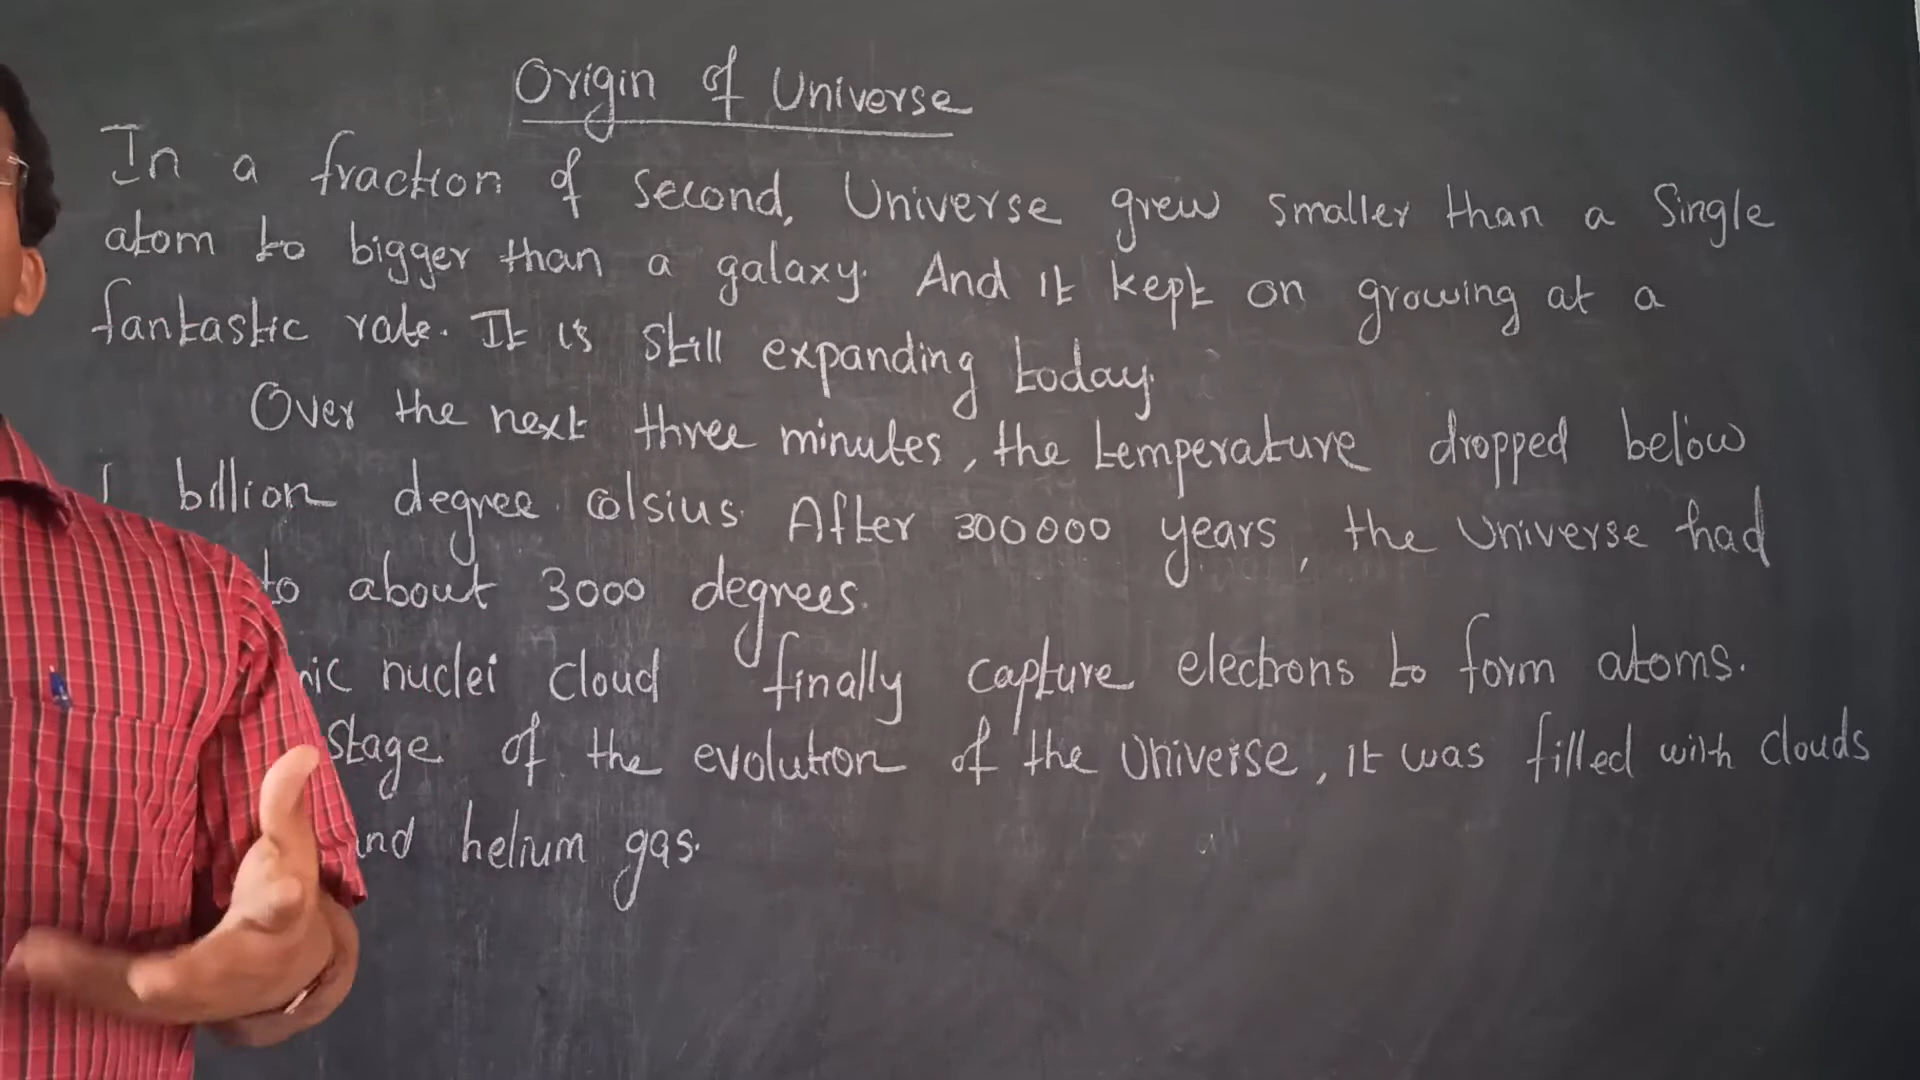 Origin of Universe
In a fraction of second, Universe grew smaller than a Single
atom to bigger than a galaxy. And it kept on growing at a
fantastic rate. It is still expanding today.
Over the next three minutes, the temperature dropped below
1 billion degree colsius. After 300000 years, the Universe had
to about 3000 degrees.
nuclei cloud finally capture electrons to form atoms.
Stage of the evolution of the Universe, it was filled with clouds
helium gas.